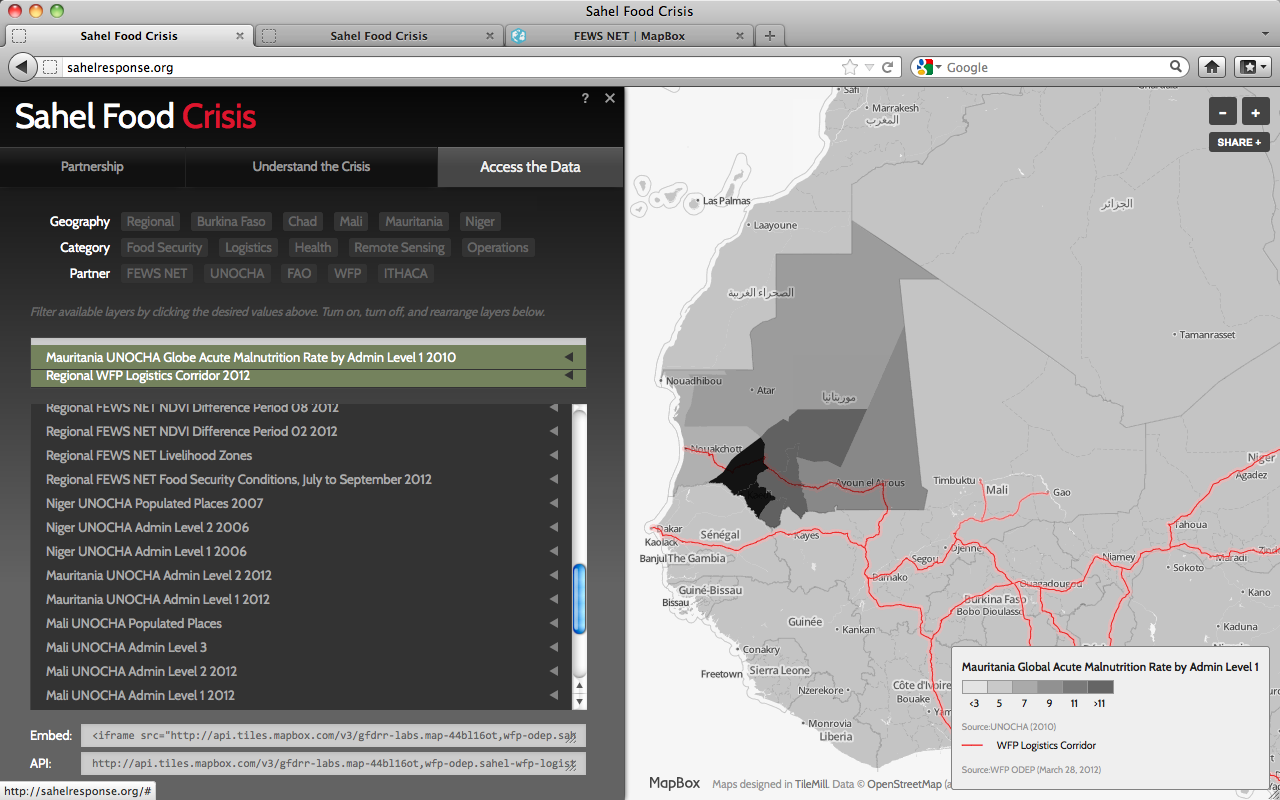 Sahel Food Crisis
Sahel Food Crisis
Sahel Food Crisis
FEWS NET | MapBox
sahelresponse.org
Google
? ×
Sahel Food Crisis
Partnership
Understand the Crisis
Access the Data
Geography Regional Burkina Faso Chad Mali Mauritania Niger
Category Food Security Logistics Health Remote Sensing Operations
Partner FEWS NET UNOCHA FAO WFP ITHACA
Filter available layers by clicking the desired values above. Turn on, turn off, and rearrange layers below.
Mauritania UNOCHA Globe Acute Malnutrition Rate by Admin Level 1 2010
Regional WFP Logistics Corridor 2012
Regional FEWS NET NDVI Difference Period 08 2012
Regional FEWS NET NDVI Difference Period 02 2012
Regional FEWS NET Livelihood Zones
Regional FEWS NET Food Security Conditions, July to September 2012
Niger UNOCHA Populated Places 2007
Niger UNOCHA Admin Level 2 2006
Niger UNOCHA Admin Level 1 2006
Mauritania UNOCHA Admin Level 2 2012
Mauritania UNOCHA Admin Level 1 2012
Mali UNOCHA Populated Places
Mali UNOCHA Admin Level 3
Mali UNOCHA Admin Level 2 2012
Mali UNOCHA Admin Level 1 2012
Embed: <iframe src="http://api.tiles.mapbox.com/v3/gfdrr-labs.map-44bl16ot,wfp-odep.sah
API: http://api.tiles.mapbox.com/v3/gfdrr-labs.map-44bl16ot,wfp-odep.sahel-wfp-logist
http://sahelresponse.org/#
- +
SHARE +
Safi
Marrakesh
المغرب
Las Palmas
Laayoune
الجزائر
الصحراء الغربية
Tamanrasset
Nouadhibou
Atar
موريتانيا
Nouakchott
Ayoun el Atrous
Timbuktu
Mali
Gao
Niger
Agadez
Dakar
Kaolack
Sénégal
Kayes
Tahoua
Banjul
The Gambia
Segou
Djenne
Niamey
Maradi
Zind
Bamako
Ouagadougou
Sokoto
Guiné-Bissau
Bissau
Burkina Faso
Bobo Dioulasso
Kano
Guinée
Kankan
Kaduna
Conakry
Freetown
Sierra Leone
Nzerekore
Côte d'Ivoire
Bouake
Yam
Monrovia
Liberia
Mauritania Global Acute Malnutrition Rate by Admin Level 1
<3 5 7 9 11 >11
Source:UNOCHA (2010)
WFP Logistics Corridor
Source:WFP ODEP (March 28, 2012)
MapBox
Maps designed in TileMill. Data © OpenStreetMap (a